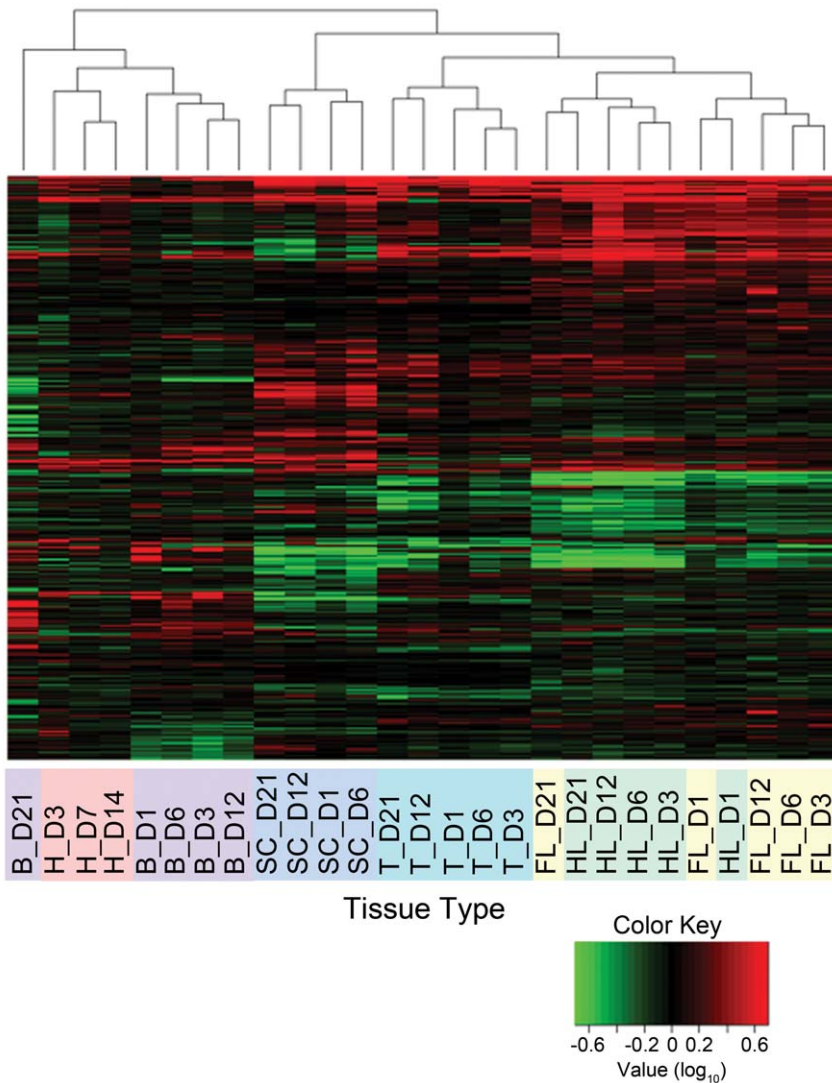 B_D21
H_D3
H_D7
H_D14
B_D1
B_D6
B_D3
B_D12
SC_D21
SC_D12
SC_D1
SC_D6
T_D21
T_D12
T_D1
T_D6
T_D3
FL_D21
HL_D21
HL_D12
HL_D6
HL_D3
FL_D1
HL_D1
FL_D12
FL_D6
FL_D3
Tissue Type
Color Key
-0.6 -0.2 0 0.2 0.6
Value (log10)